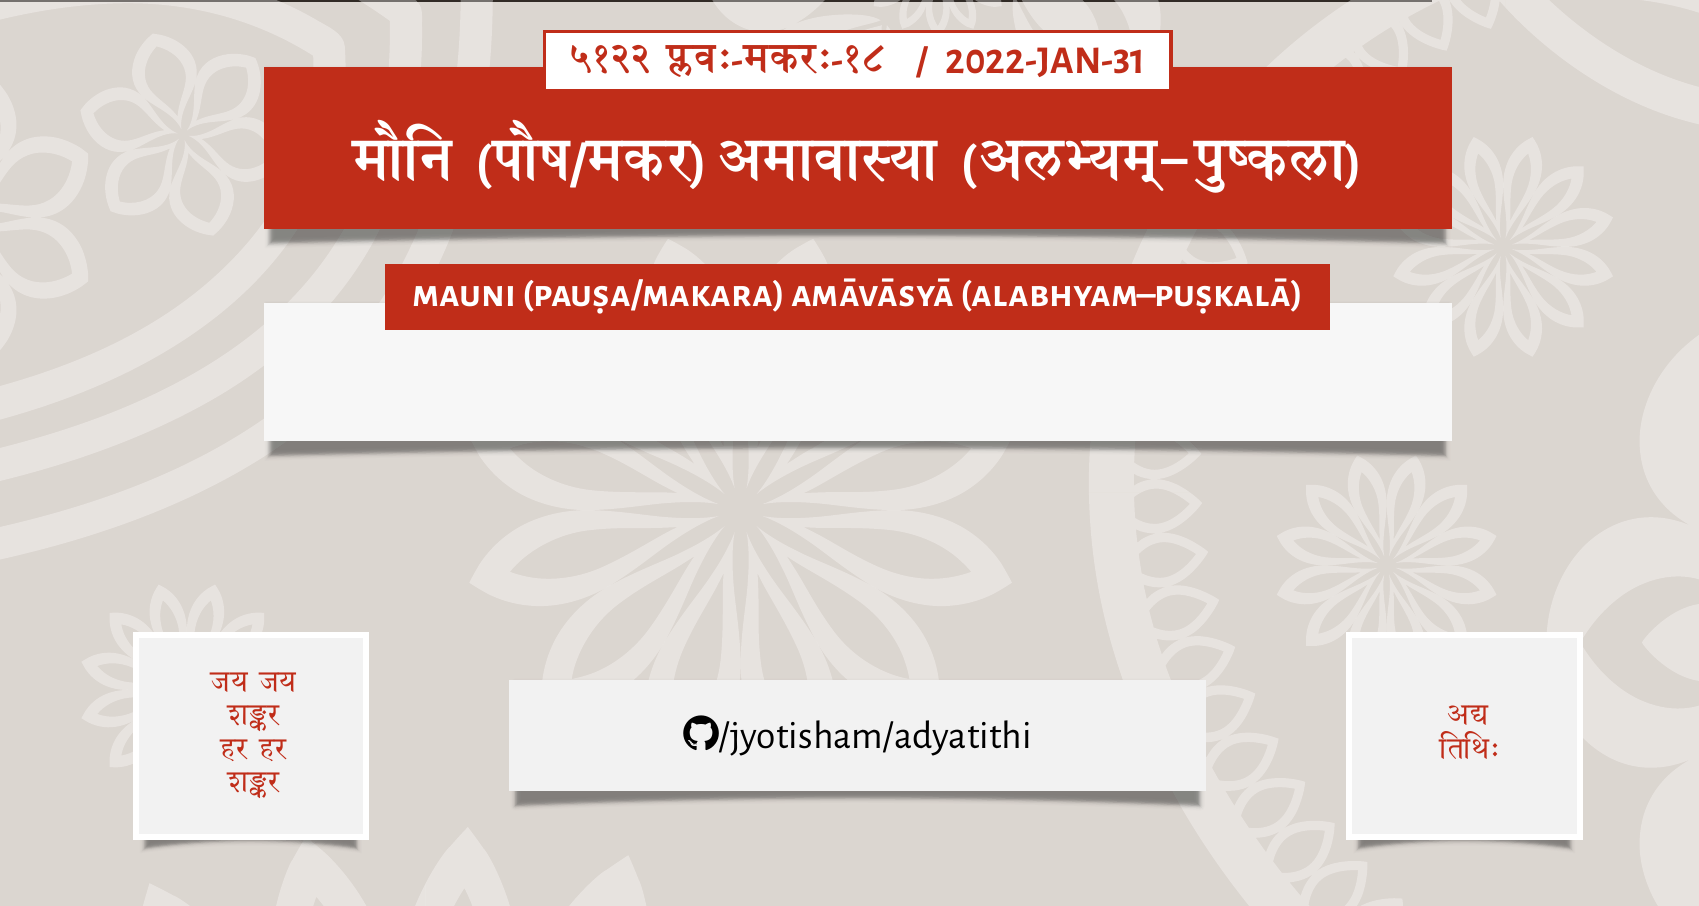 ५१२२ प्लवः-मकरः-१८ / 2022-JAN-31
मौनि (पौष/मकर) अमावास्या (अलभ्यम्–पुष्कला)
MAUNI (PAUṢA/MAKARA) AMĀVĀSYĀ (ALABHYAM–PUṢKALĀ)
जय जय
शङ्कर
हर हर
शङ्कर
/jyotisham/adyatithi
अद्य
तिथिः